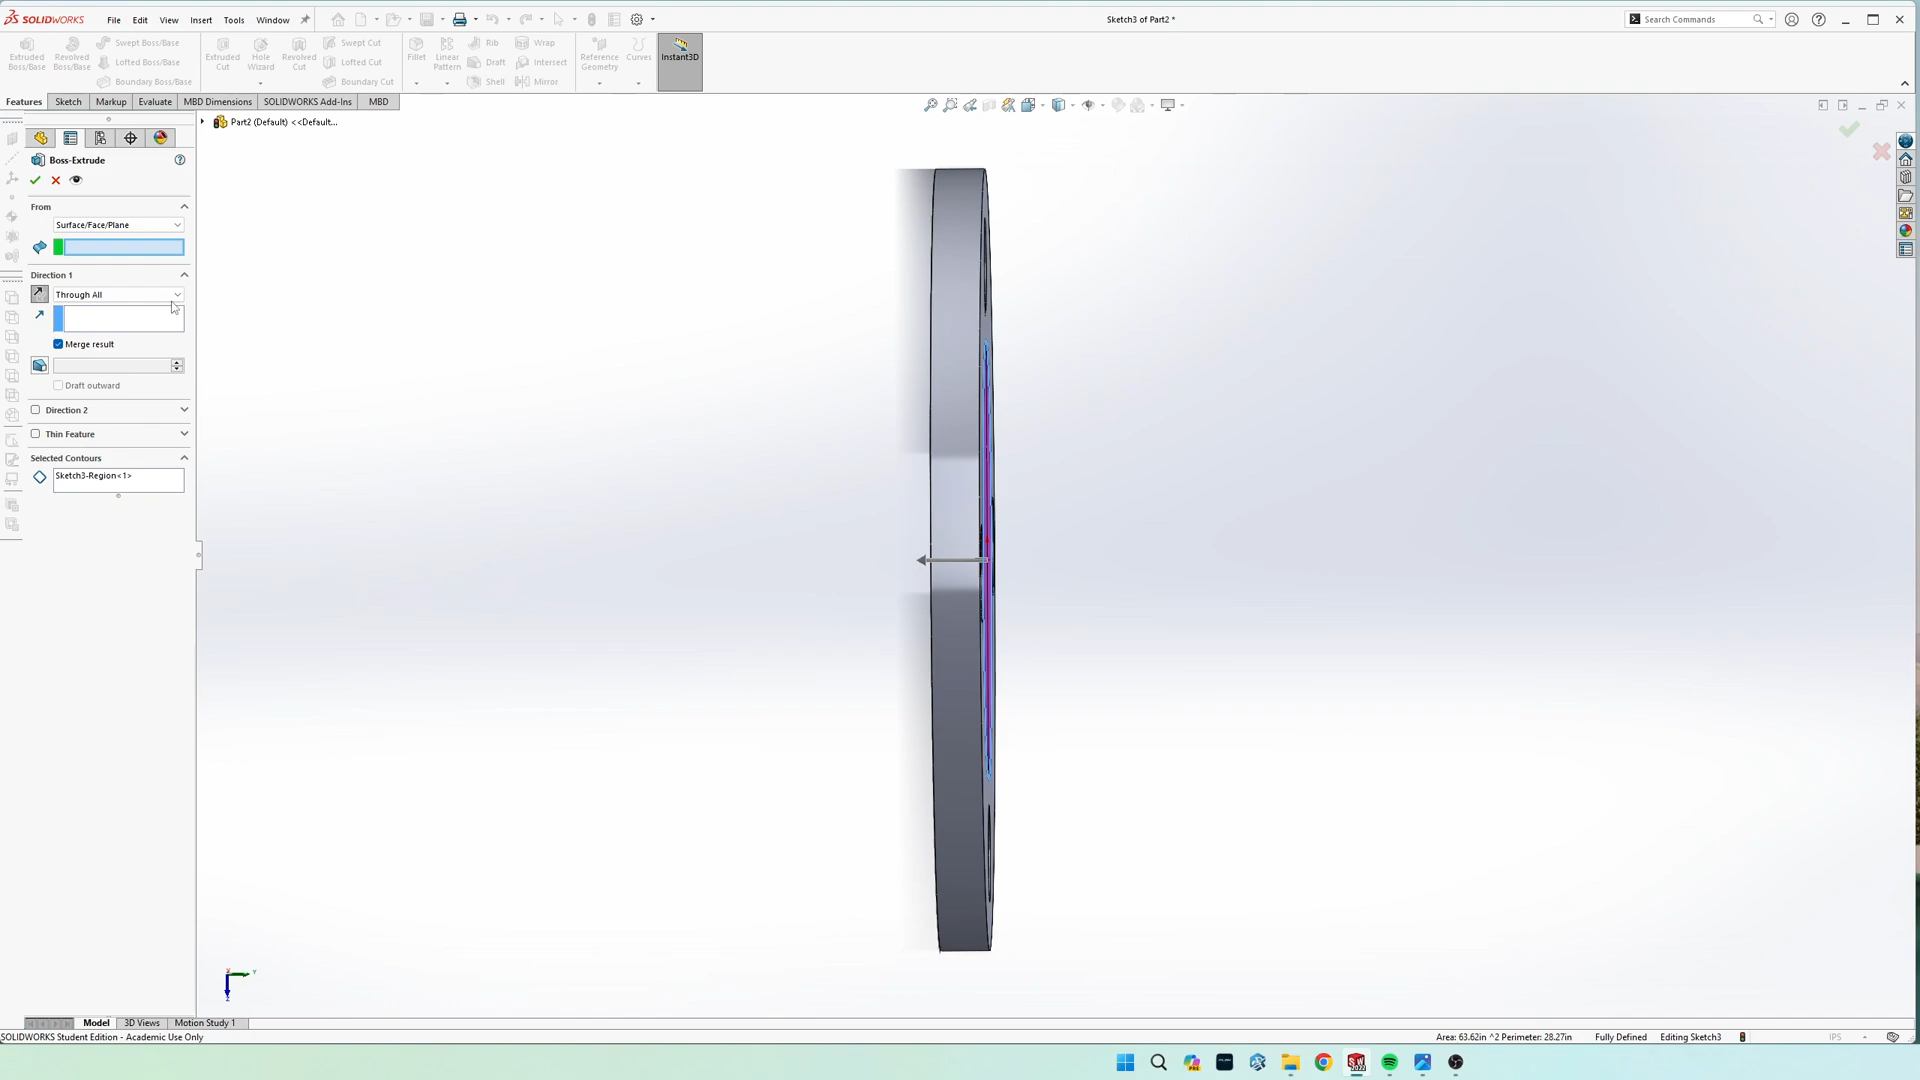 SOLIDWORKS File Edit View Insert Tools Window Sketch3 of Part2 * Search Commands
Extruded Boss/Base Revolved Boss/Base Swept Boss/Base Lofted Boss/Base Boundary Boss/Base Extruded Cut Hole Wizard Revolved Cut Swept Cut Lofted Cut Boundary Cut Fillet Linear Pattern Rib Draft Shell Wrap Intersect Mirror Reference Geometry Curves Instant3D
Features Sketch Markup Evaluate MBD Dimensions SOLIDWORKS Add-Ins MBD
Part2 (Default) <<Default...
Boss-Extrude
From
Surface/Face/Plane
Direction 1
Through All
Merge result
Draft outward
Direction 2
Thin Feature
Selected Contours
Sketch3-Region<1>
Model 3D Views Motion Study 1
SOLIDWORKS Student Edition - Academic Use Only Area: 63.62in ^2 Perimeter: 28.27in Fully Defined Editing Sketch3 IPS